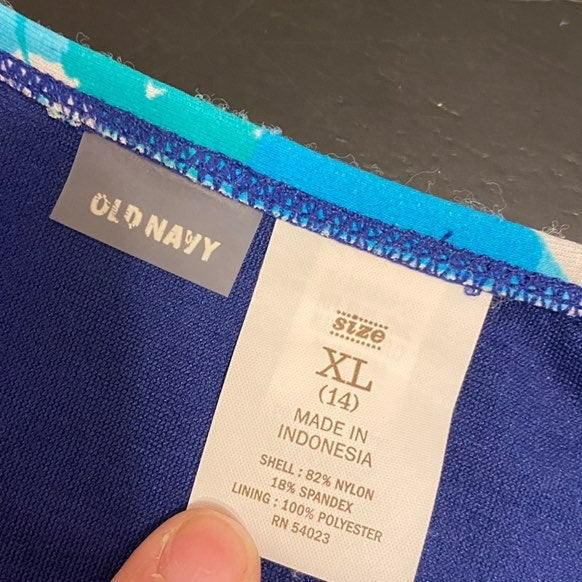 OLD NAVY
size
XL
(14)
MADE IN
INDONESIA
SHELL : 82% NYLON
18% SPANDEX
LINING : 100% POLYESTER
RN 54023